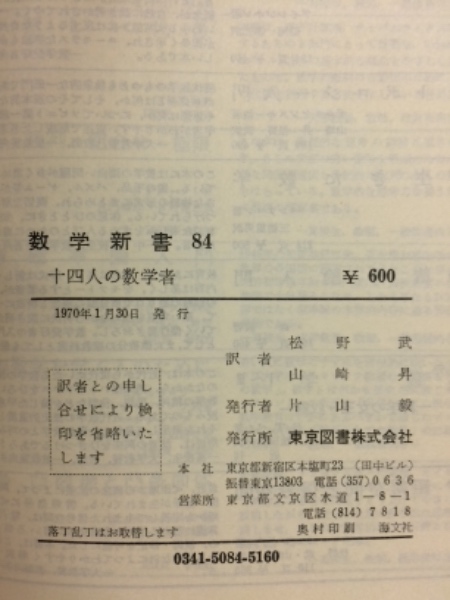 数学新書 84
十四人の数学者 ¥ 600
1970年1月30日 発行
訳者との申し
合せにより検
印を省略いた
します
訳者 松野 武
山崎 昇
発行者 片山 毅
発行所 東京図書株式会社
本社 東京都新宿区本塩町23 (田中ビル)
振替東京13803 電話(357)0636
営業所 東京都文京区水道1-8-1
電話(814)7818
落丁乱丁はお取替します 奥村印刷 海文社
0341-5084-5160